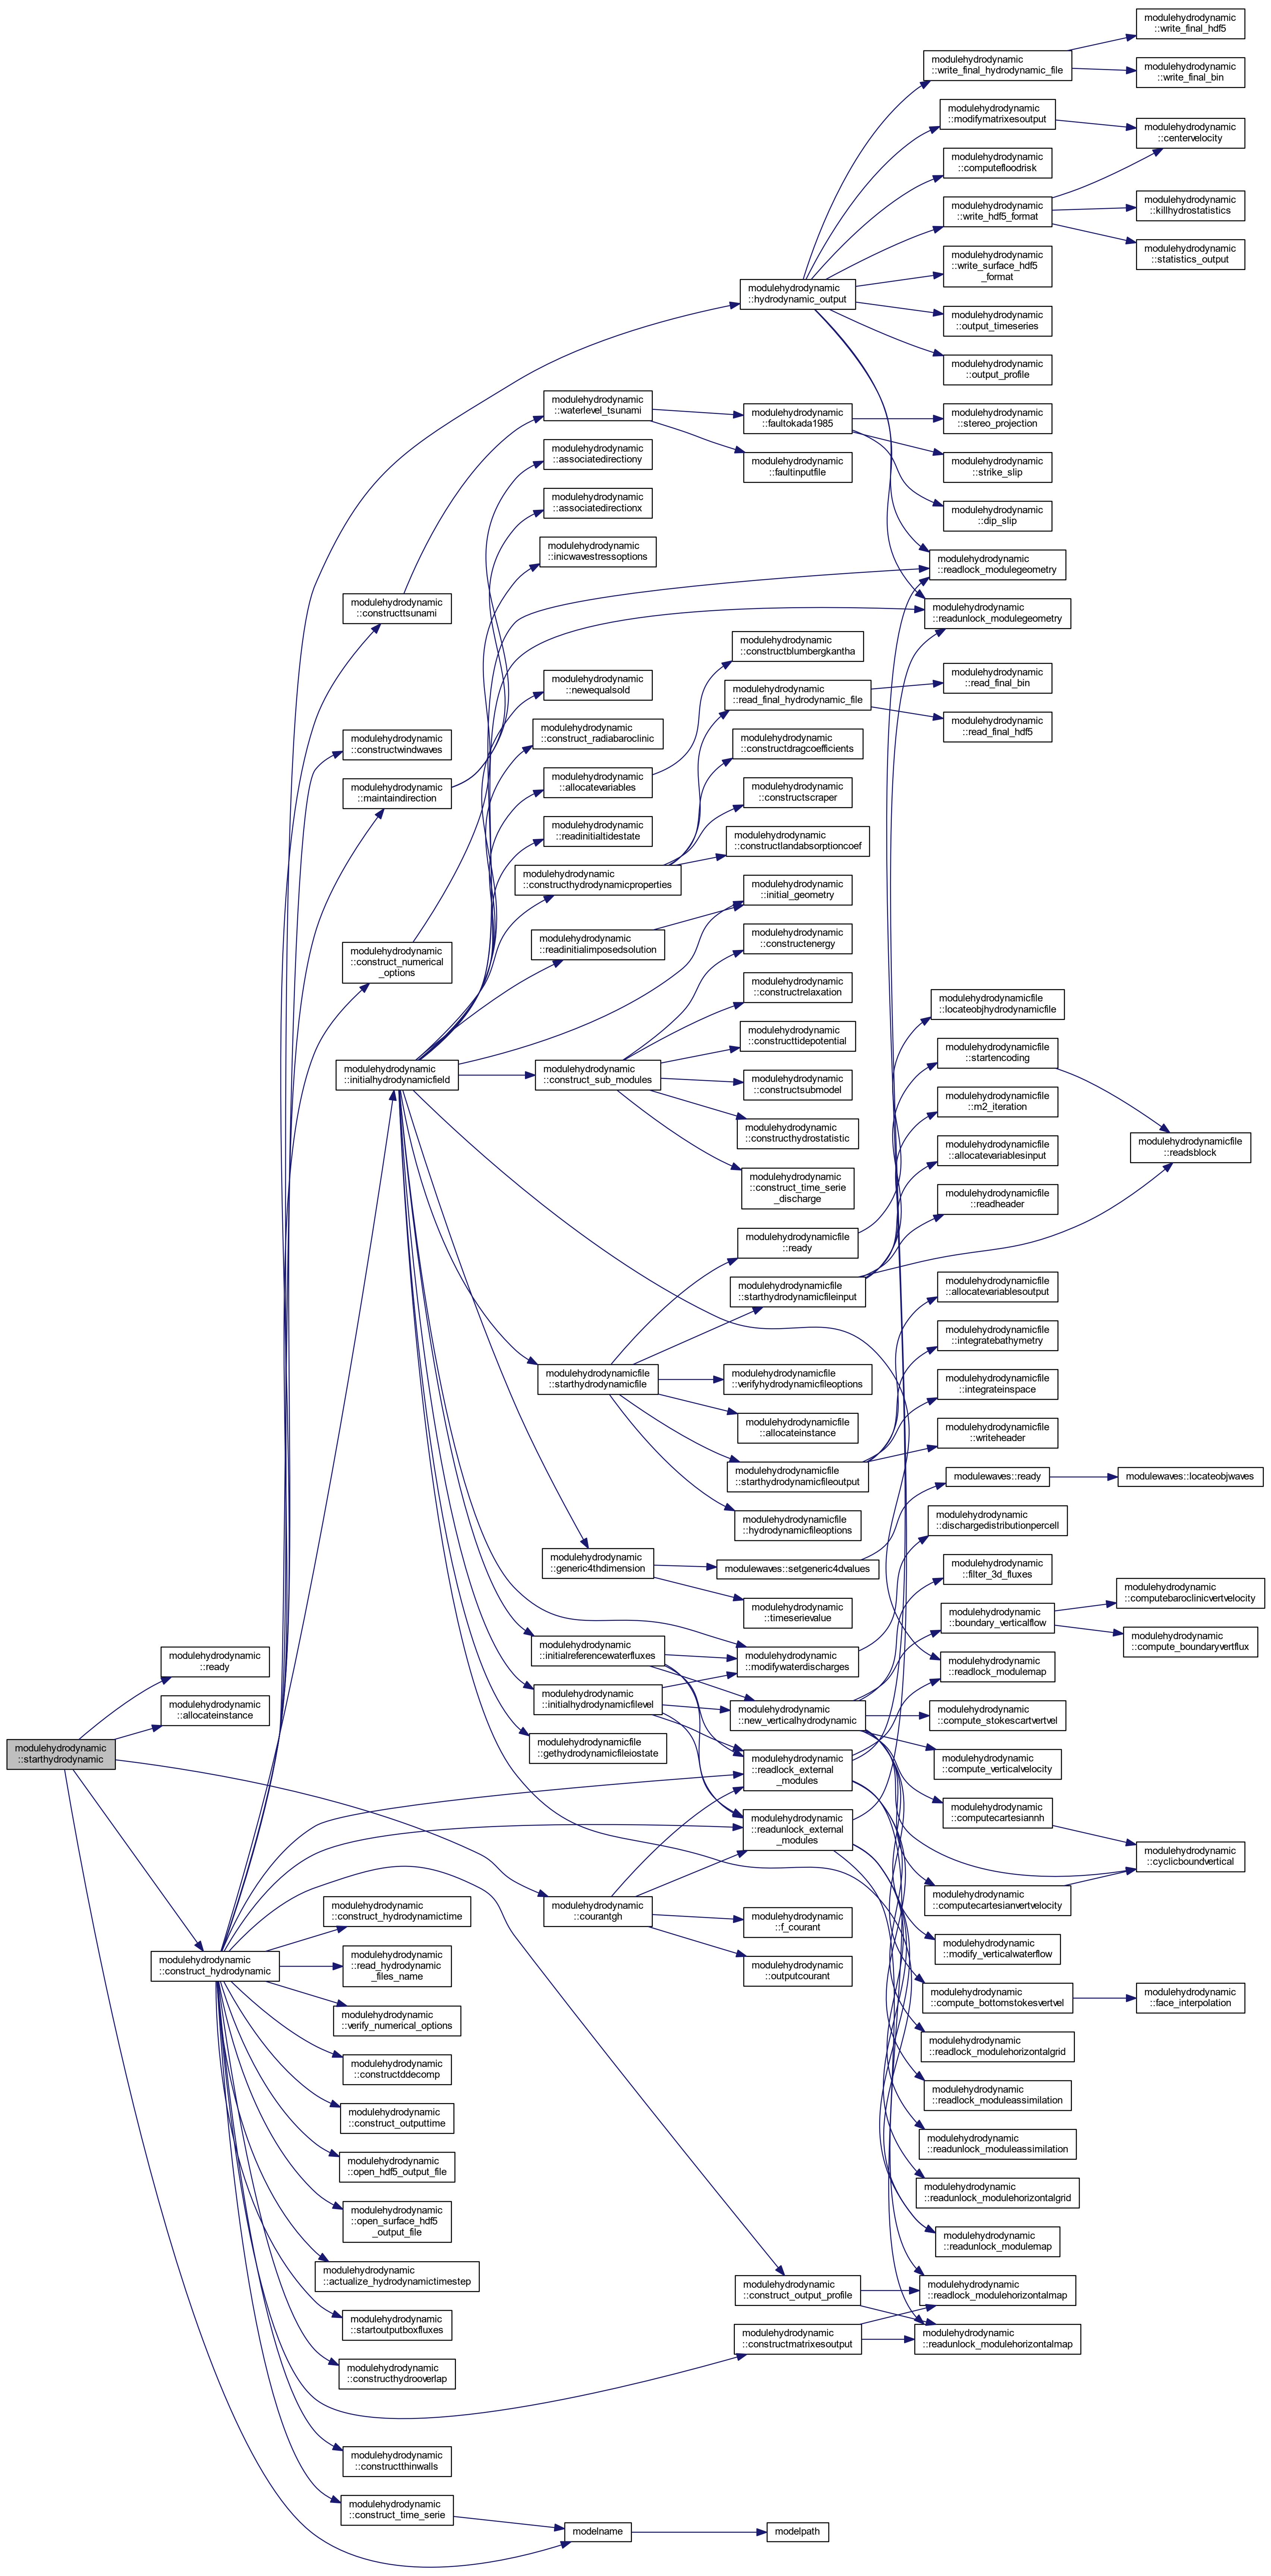 modulehydrodynamic
::write_final_hdf5
modulehydrodynamic
::write_final_hydrodynamic_file
modulehydrodynamic
::write_final_bin
modulehydrodynamic
::modifymatrixesoutput
modulehydrodynamic
::centervelocity
modulehydrodynamic
::computefloodrisk
modulehydrodynamic
::write_hdf5_format
modulehydrodynamic
::killhydrostatistics
modulehydrodynamic
::statistics_output
modulehydrodynamic
::write_surface_hdf5
_format
modulehydrodynamic
::hydrodynamic_output
modulehydrodynamic
::output_timeseries
modulehydrodynamic
::output_profile
modulehydrodynamic
::waterlevel_tsunami
modulehydrodynamic
::faultokada1985
modulehydrodynamic
::stereo_projection
modulehydrodynamic
::associatedirectiony
modulehydrodynamic
::faultinputfile
modulehydrodynamic
::strike_slip
modulehydrodynamic
::associatedirectionx
modulehydrodynamic
::dip_slip
modulehydrodynamic
::inicwavestressoptions
modulehydrodynamic
::readlock_modulegeometry
modulehydrodynamic
::constructtsunami
modulehydrodynamic
::readunlock_modulegeometry
modulehydrodynamic
::constructblumbergkantha
modulehydrodynamic
::newequalsold
modulehydrodynamic
::read_final_hydrodynamic_file
modulehydrodynamic
::read_final_bin
modulehydrodynamic
::read_final_hdf5
modulehydrodynamic
::constructwindwaves
modulehydrodynamic
::construct_radiabaroclinic
modulehydrodynamic
::constructdragcoefficients
modulehydrodynamic
::maintaindirection
modulehydrodynamic
::allocatevariables
modulehydrodynamic
::constructscraper
modulehydrodynamic
::readinitialtidestate
modulehydrodynamic
::constructlandabsorptioncoef
modulehydrodynamic
::constructhydrodynamicproperties
modulehydrodynamic
::initial_geometry
modulehydrodynamic
::construct_numerical
_options
modulehydrodynamic
::readinitialimposedsolution
modulehydrodynamic
::constructenergy
modulehydrodynamic
::constructrelaxation
modulehydrodynamicfile
::locateobjhydrodynamicfile
modulehydrodynamic
::constructtidepotential
modulehydrodynamicfile
::startencoding
modulehydrodynamic
::initialhydrodynamicfield
modulehydrodynamic
::construct_sub_modules
modulehydrodynamic
::constructsubmodel
modulehydrodynamicfile
::m2_iteration
modulehydrodynamic
::constructhydrostatistic
modulehydrodynamicfile
::allocatevariablesinput
modulehydrodynamicfile
::readsblock
modulehydrodynamic
::construct_time_serie
_discharge
modulehydrodynamicfile
::readheader
modulehydrodynamicfile
::ready
modulehydrodynamicfile
::starthydrodynamicfileinput
modulehydrodynamicfile
::allocatevariablesoutput
modulehydrodynamicfile
::integratebathymetry
modulehydrodynamicfile
::starthydrodynamicfile
modulehydrodynamicfile
::verifyhydrodynamicfileoptions
modulehydrodynamicfile
::integrateinspace
modulehydrodynamicfile
::allocateinstance
modulehydrodynamicfile
::writeheader
modulehydrodynamicfile
::starthydrodynamicfileoutput
modulewaves::ready
modulewaves::locateobjwaves
modulehydrodynamicfile
::hydrodynamicfileoptions
modulehydrodynamic
::dischargedistributionpercell
modulehydrodynamic
::generic4thdimension
modulewaves::setgeneric4dvalues
modulehydrodynamic
::filter_3d_fluxes
modulehydrodynamic
::computebaroclinicvertvelocity
modulehydrodynamic
::timeserievalue
modulehydrodynamic
::boundary_verticalflow
modulehydrodynamic
::compute_boundaryvertflux
modulehydrodynamic
::ready
modulehydrodynamic
::initialreferencewaterfluxes
modulehydrodynamic
::modifywaterdischarges
modulehydrodynamic
::readlock_modulemap
modulehydrodynamic
::allocateinstance
modulehydrodynamic
::initialhydrodynamicfilevel
modulehydrodynamic
::new_verticalhydrodynamic
modulehydrodynamic
::compute_stokescartvertvel
modulehydrodynamic
::starthydrodynamic
modulehydrodynamicfile
::gethydrodynamicfileiostate
modulehydrodynamic
::readlock_external
_modules
modulehydrodynamic
::compute_verticalvelocity
modulehydrodynamic
::computecartesiannh
modulehydrodynamic
::readunlock_external
_modules
modulehydrodynamic
::cyclicboundvertical
modulehydrodynamic
::construct_hydrodynamictime
modulehydrodynamic
::courantgh
modulehydrodynamic
::computecartesianvertvelocity
modulehydrodynamic
::f_courant
modulehydrodynamic
::modify_verticalwaterflow
modulehydrodynamic
::construct_hydrodynamic
modulehydrodynamic
::read_hydrodynamic
_files_name
modulehydrodynamic
::outputcourant
modulehydrodynamic
::compute_bottomstokesvertvel
modulehydrodynamic
::face_interpolation
modulehydrodynamic
::verify_numerical_options
modulehydrodynamic
::readlock_modulehorizontalgrid
modulehydrodynamic
::constructddecomp
modulehydrodynamic
::readlock_moduleassimilation
modulehydrodynamic
::construct_outputtime
modulehydrodynamic
::readunlock_moduleassimilation
modulehydrodynamic
::open_hdf5_output_file
modulehydrodynamic
::readunlock_modulehorizontalgrid
modulehydrodynamic
::open_surface_hdf5
_output_file
modulehydrodynamic
::readunlock_modulemap
modulehydrodynamic
::actualize_hydrodynamictimestep
modulehydrodynamic
::construct_output_profile
modulehydrodynamic
::readlock_modulehorizontalmap
modulehydrodynamic
::startoutputboxfluxes
modulehydrodynamic
::constructmatrixesoutput
modulehydrodynamic
::readunlock_modulehorizontalmap
modulehydrodynamic
::constructhydrooverlap
modulehydrodynamic
::constructthinwalls
modulehydrodynamic
::construct_time_serie
modelname
modelpath